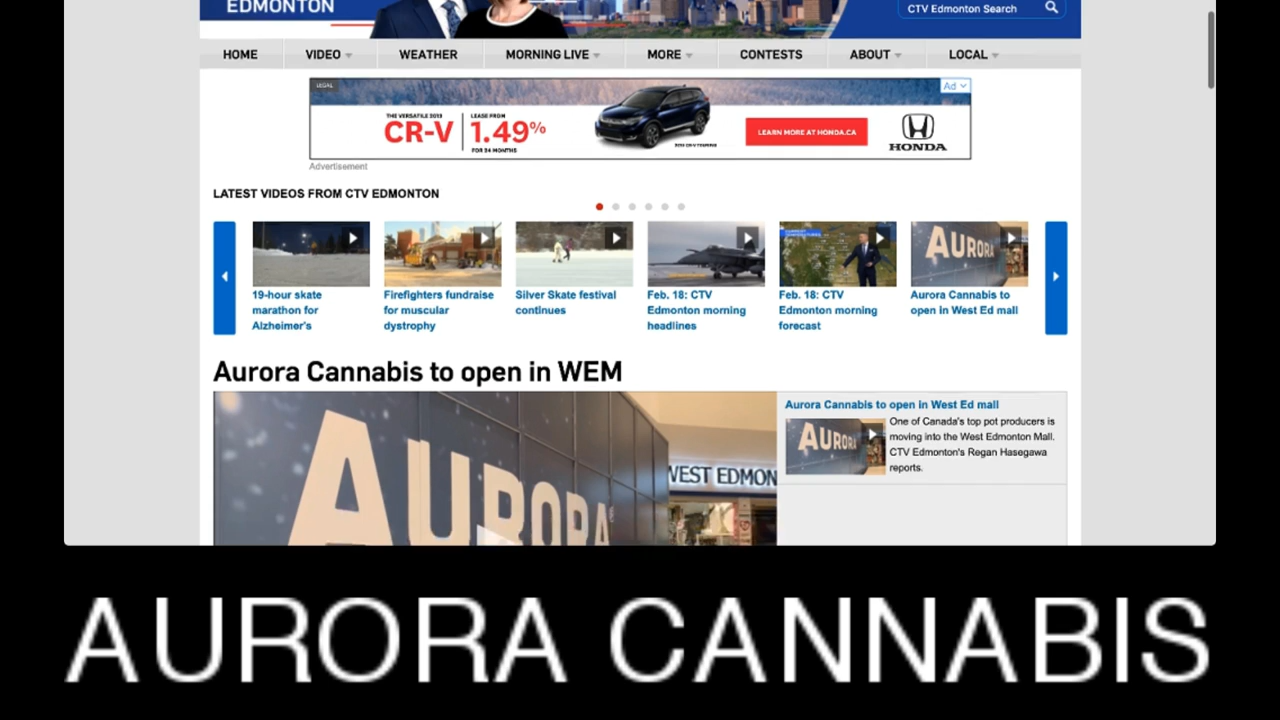 EDMONTON
CTV Edmonton Search
HOME VIDEO WEATHER MORNING LIVE MORE CONTESTS ABOUT LOCAL
LEGAL
Ad
THE VERSATILE 2019
CR-V
LEASE FROM
1.49%
FOR 24 MONTHS
LEARN MORE AT HONDA.CA
HONDA
Advertisement
LATEST VIDEOS FROM CTV EDMONTON
19-hour skate
marathon for
Alzheimer's
Firefighters fundraise
for muscular
dystrophy
Silver Skate festival
continues
Feb. 18: CTV
Edmonton morning
headlines
Feb. 18: CTV
Edmonton morning
forecast
AURORA
Aurora Cannabis to
open in West Ed mall
Aurora Cannabis to open in WEM
AURORA
WEST EDMON
Aurora Cannabis to open in West Ed mall
AURORA
One of Canada's top pot producers is
moving into the West Edmonton Mall.
CTV Edmonton's Regan Hasegawa
reports.
AURORA CANNABIS